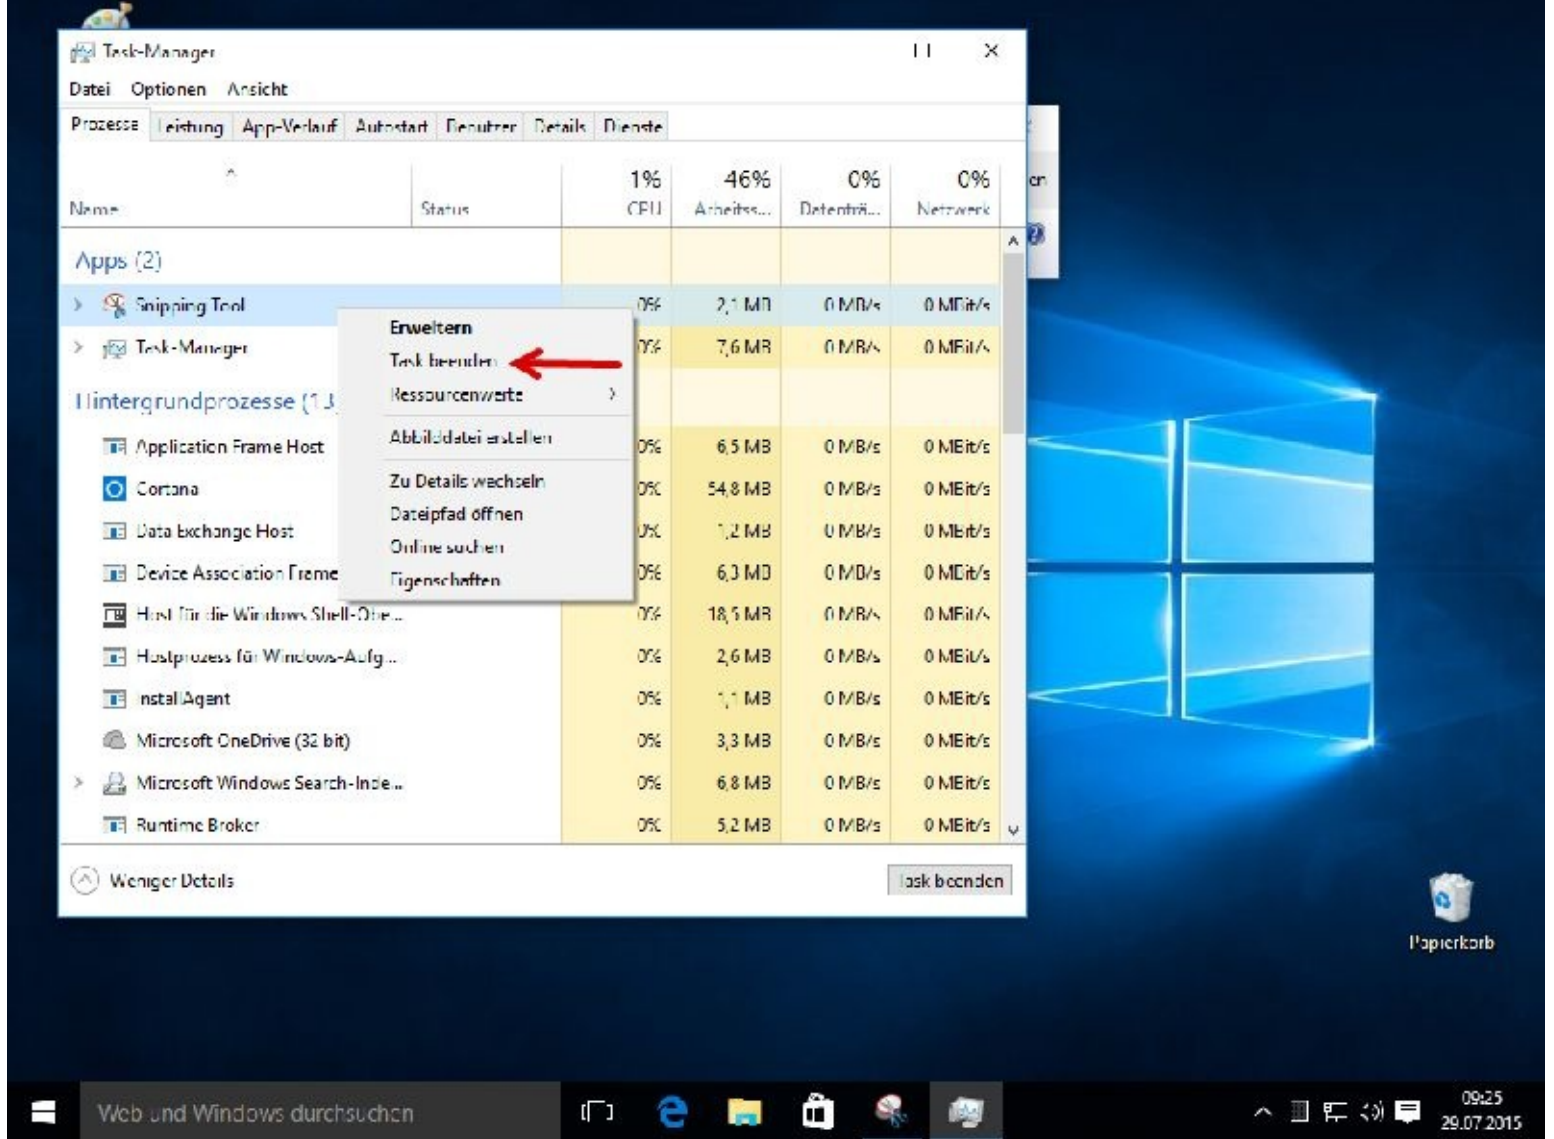 Task-Manager
Datei Optionen Ansicht
Prozesse Leistung App-Verlauf Autostart Benutzer Details Dienste
1% 46% 0% 0%
Name Status CPU Arbeitss... Datenträ... Netzwerk
en
Apps (2)
Snipping Tool 0% 2,1 MB 0 MB/s 0 MBit/s
Erweitern
Task-Manager 0% 7,6 MB 0 MB/s 0 MBit/s
Task beenden
Ressourcenwerte
Hintergrundprozesse (13)
Abbilddatei erstellen
Application Frame Host 0% 6,5 MB 0 MB/s 0 MBit/s
Zu Details wechseln
Cortana 0% 54,8 MB 0 MB/s 0 MBit/s
Dateipfad öffnen
Data Exchange Host 0% 1,2 MB 0 MB/s 0 MBit/s
Online suchen
Device Association Frame 0% 6,3 MB 0 MB/s 0 MBit/s
Eigenschaften
Host für die Windows Shell-Obe... 0% 18,5 MB 0 MB/s 0 MBit/s
Hostprozess für Windows-Aufg... 0% 2,6 MB 0 MB/s 0 MBit/s
InstallAgent 0% 1,1 MB 0 MB/s 0 MBit/s
Microsoft OneDrive (32 bit) 0% 3,3 MB 0 MB/s 0 MBit/s
Microsoft Windows Search-Inde... 0% 6,8 MB 0 MB/s 0 MBit/s
Runtime Broker 0% 5,2 MB 0 MB/s 0 MBit/s
Weniger Details Task beenden
Papierkorb
Web und Windows durchsuchen
09:25
29.07.2015